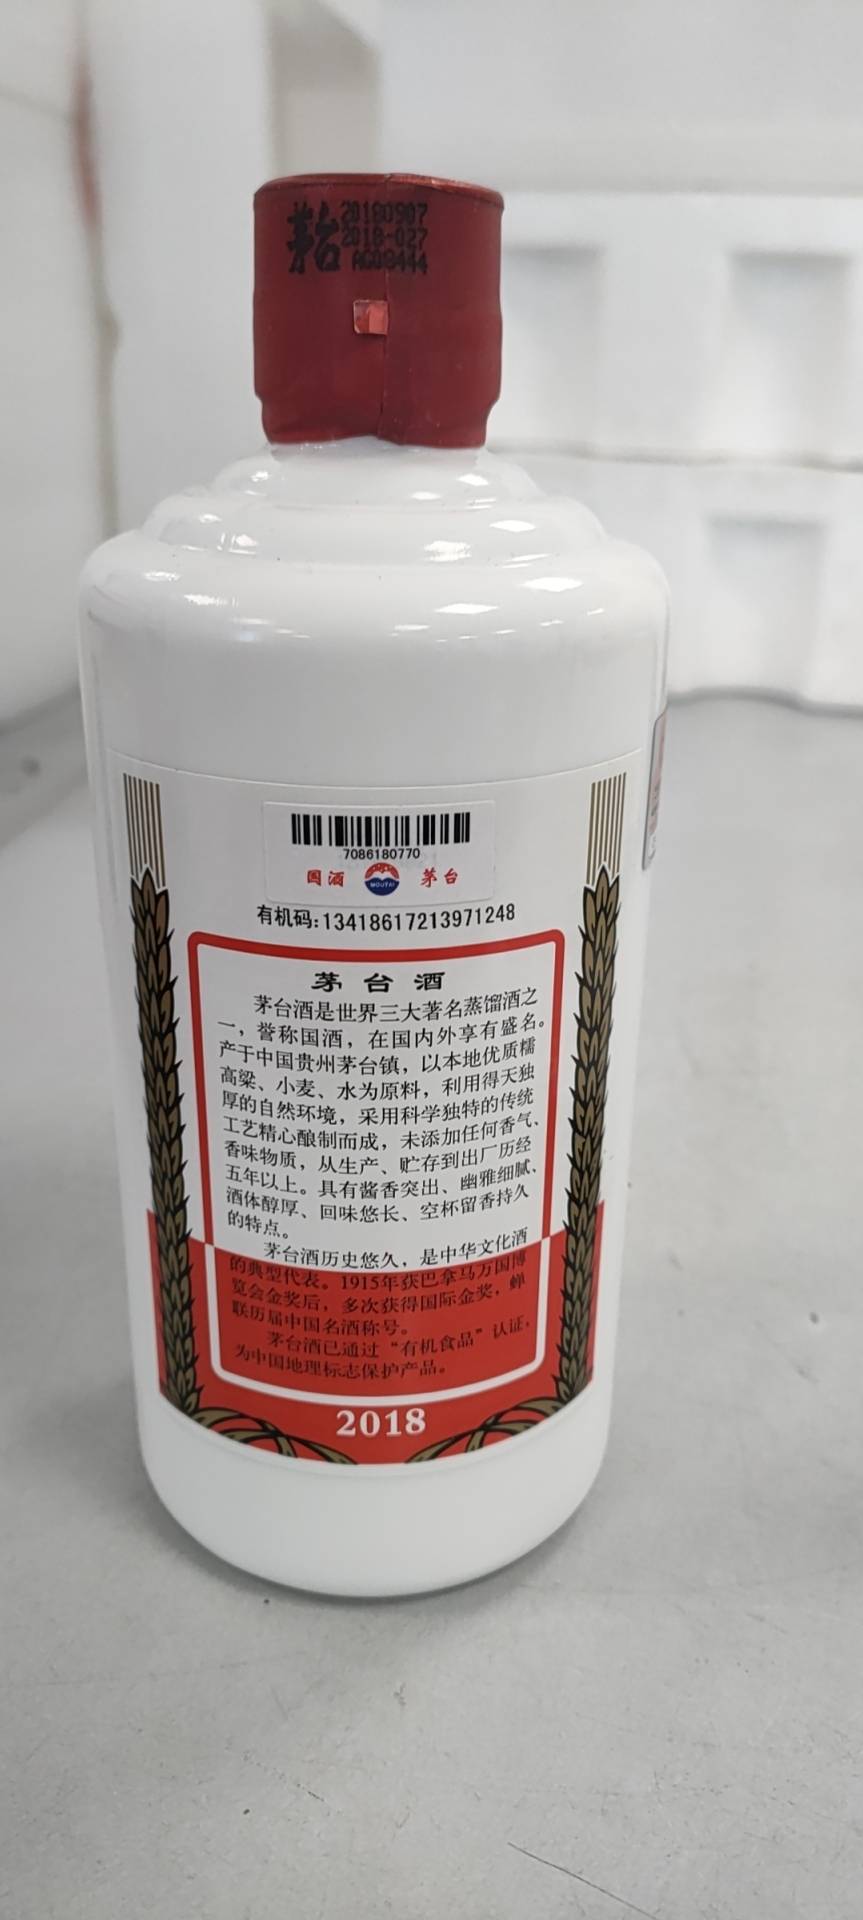 茅台
20180907
2018-027
AG08444
7086180770
国酒 MOUTAI 茅台
有机码:13418617213971248
茅台酒
茅台酒是世界三大著名蒸馏酒之
一，誉称国酒，在国内外享有盛名。
产于中国贵州茅台镇，以本地优质糯
高粱、小麦、水为原料，利用得天独
厚的自然环境，采用科学独特的传统
工艺精心酿制而成，未添加任何香气、
香味物质，从生产、贮存到出厂历经
五年以上。具有酱香突出、幽雅细腻、
酒体醇厚、回味悠长、空杯留香持久
的特点。
茅台酒历史悠久，是中华文化酒
的典型代表。1915年获巴拿马万国博
览会金奖后，多次获得国际金奖，蝉
联历届中国名酒称号。
茅台酒已通过“有机食品”认证，
为中国地理标志保护产品。
2018